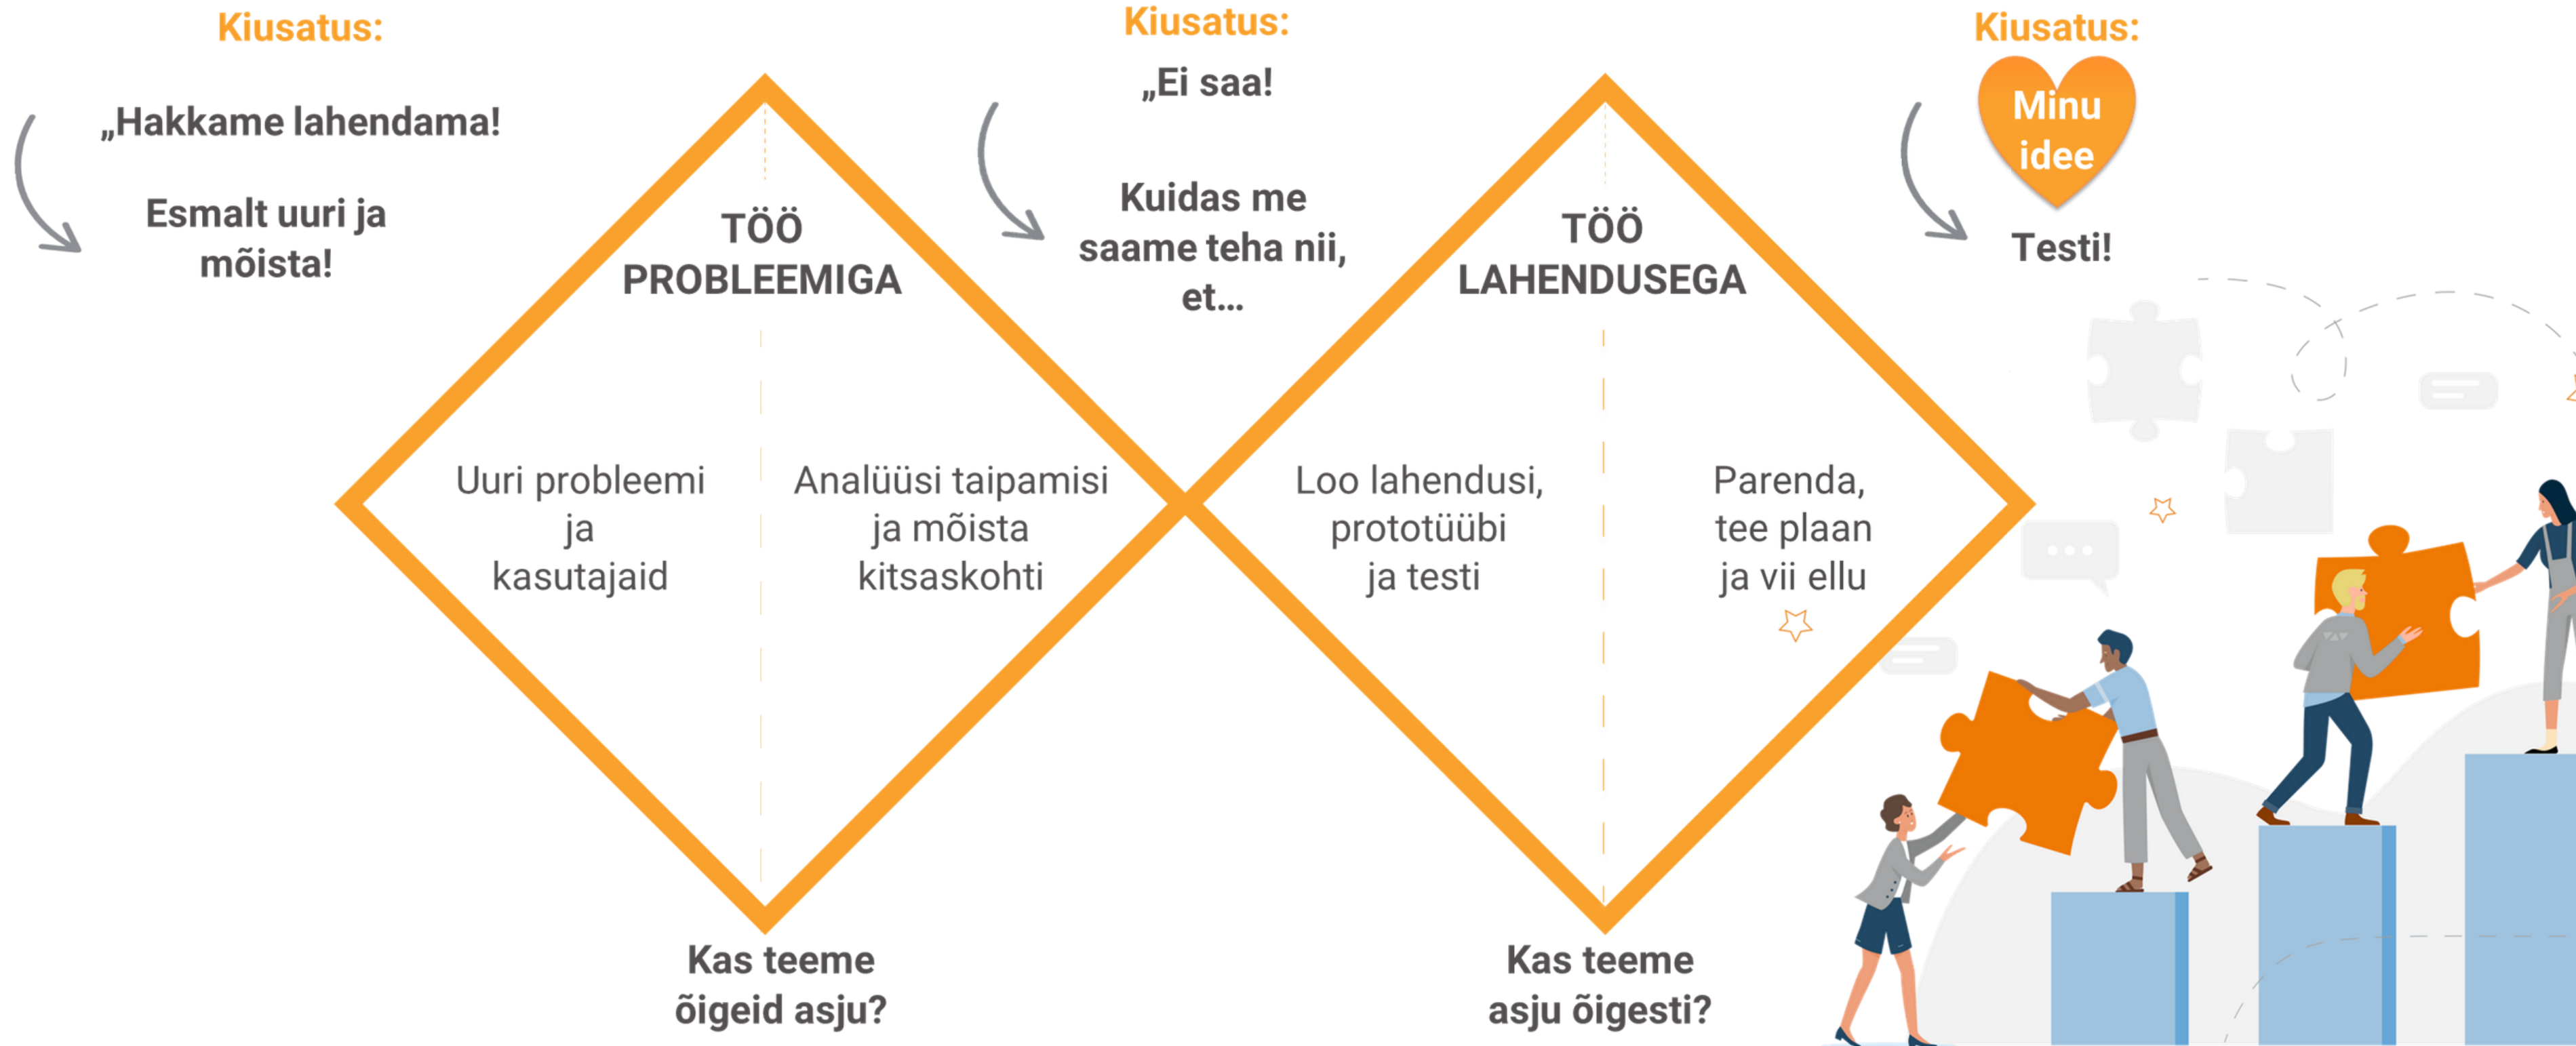 Kiusatus:
„Hakkame lahendama!
Esmalt uuri ja
mõista!
TÖÖ
PROBLEEMIGA
Uuri probleemi
ja
kasutajaid
Analüüsi taipamisi
ja mõista
kitsaskohti
Kas teeme
õigeid asju?
Kiusatus:
„Ei saa!
Kuidas me
saame teha nii,
et...
TÖÖ
LAHENDUSEGA
Loo lahendusi,
prototüübi
ja testi
Parenda,
tee plaan
ja vii ellu
Kas teeme
asju õigesti?
Kiusatus:
Minu
idee
Testi!